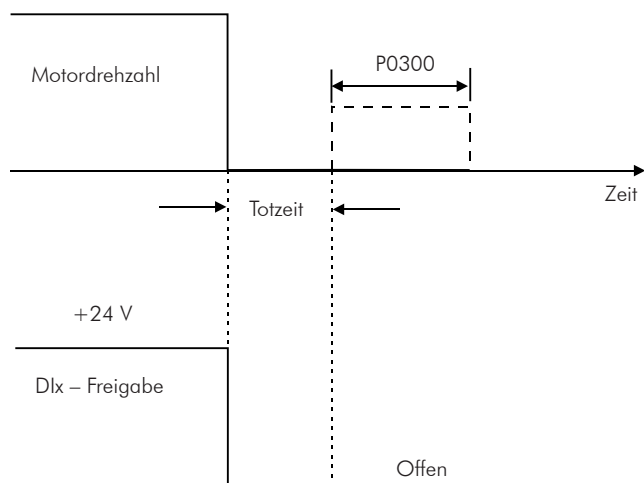 P0300
Motordrehzahl
Zeit
Totzeit
+24 V
DIx – Freigabe
Offen